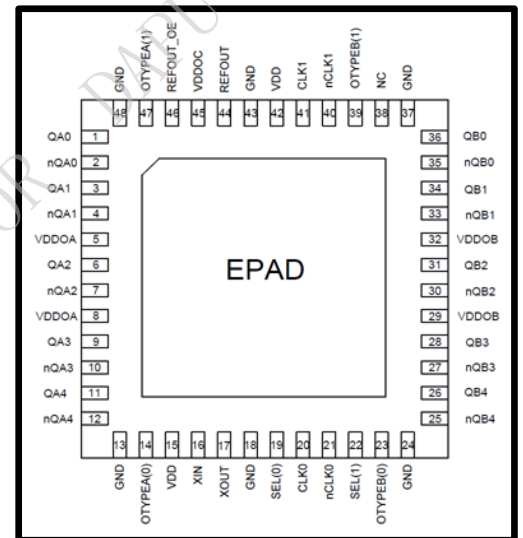 GND OTYPEA(1) REFOUT_OE VDDOC REFOUT GND VDD CLK1 nCLK1 OTYPEB(1) NC GND
48 47 46 45 44 43 42 41 40 39 38 37
QA0 1 36 QB0
nQA0 2 35 nQB0
QA1 3 34 QB1
nQA1 4 33 nQB1
VDDOA 5 32 VDDOB
QA2 6 31 QB2
EPAD
nQA2 7 30 nQB2
VDDOA 8 29 VDDOB
QA3 9 28 QB3
nQA3 10 27 nQB3
QA4 11 26 QB4
nQA4 12 25 nQB4
13 14 15 16 17 18 19 20 21 22 23 24
GND OTYPEA(0) VDD XIN XOUT GND SEL(0) CLK0 nCLK0 SEL(1) OTYPEB(0) GND